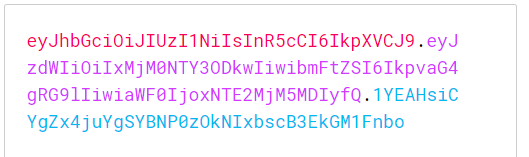 eyJhbGciOiJIUzI1NiIsInR5cCI6IkpXVCJ9.eyJ
zdWIiOiIxMjM0NTY3ODkwIiwibmFtZSI6IkpvaG4
gRG9lIiwiaWF0IjoxNTE2MjM5MDIyfQ.1YEAHsiC
YgZx4juYgSYBNP0zOkNIxbscB3EkGM1Fnbo